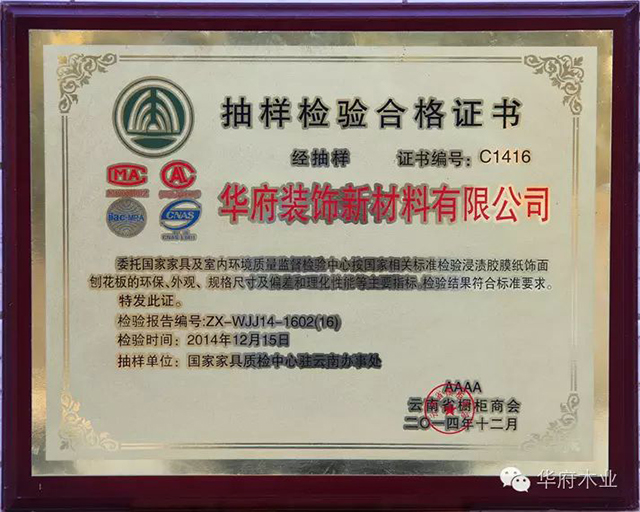 抽样检验合格证书
经抽样 证书编号：C1416
MA
AL
ilac-MRA
CNAS
华府装饰新材料有限公司
委托国家家具及室内环境质量监督检验中心按国家相关标准检验浸渍胶膜纸饰面
刨花板的环保、外观、规格尺寸及偏差和理化性能等主要指标，检验结果符合标准要求。
特发此证。
检验报告编号:ZX-WJJ14-1602(16)
检验时间：2014年12月15日
抽样单位：国家家具质检中心驻云南办事处
AAAA
云南省橱柜商会
二〇一四年十二月
华府木业